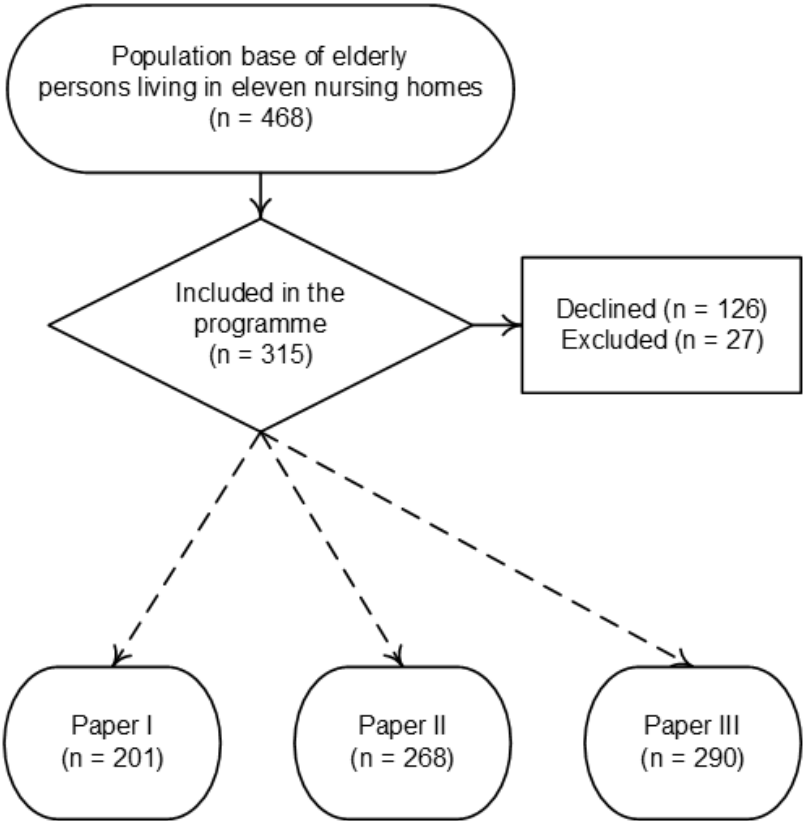 Population base of elderly
persons living in eleven nursing homes
(n = 468)
Included in the
programme
(n = 315)
Declined (n = 126)
Excluded (n = 27)
Paper I
(n = 201)
Paper II
(n = 268)
Paper III
(n = 290)